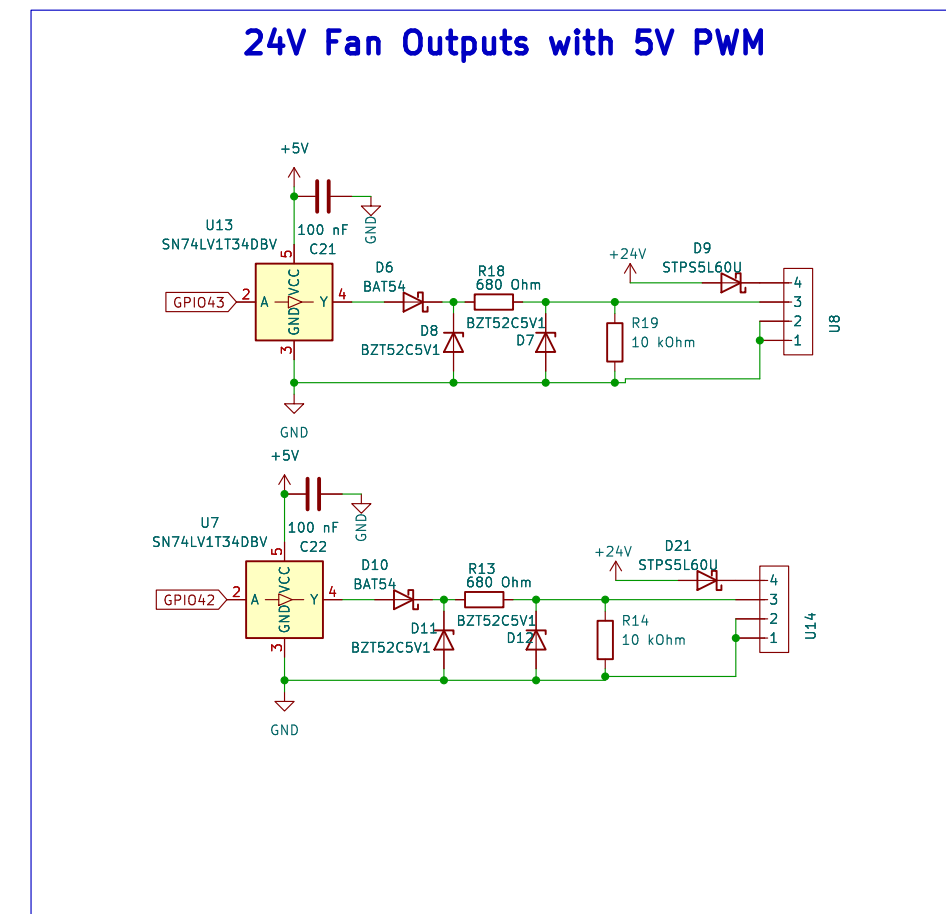 24V Fan Outputs with 5V PWM
+5V
U13
SN74LV1T34DBV
100 nF
C21
GND
GPIO43
2
A
5
VCC
GND
3
Y
4
D6
BAT54
R18
680 Ohm
D8
BZT52C5V1
BZT52C5V1
D7
+24V
D9
STPS5L60U
R19
10 kOhm
4
3
2
1
U8
GND
+5V
U7
SN74LV1T34DBV
100 nF
C22
GND
GPIO42
2
A
5
VCC
GND
3
Y
4
D10
BAT54
R13
680 Ohm
D11
BZT52C5V1
BZT52C5V1
D12
+24V
D21
STPS5L60U
R14
10 kOhm
4
3
2
1
U14
GND